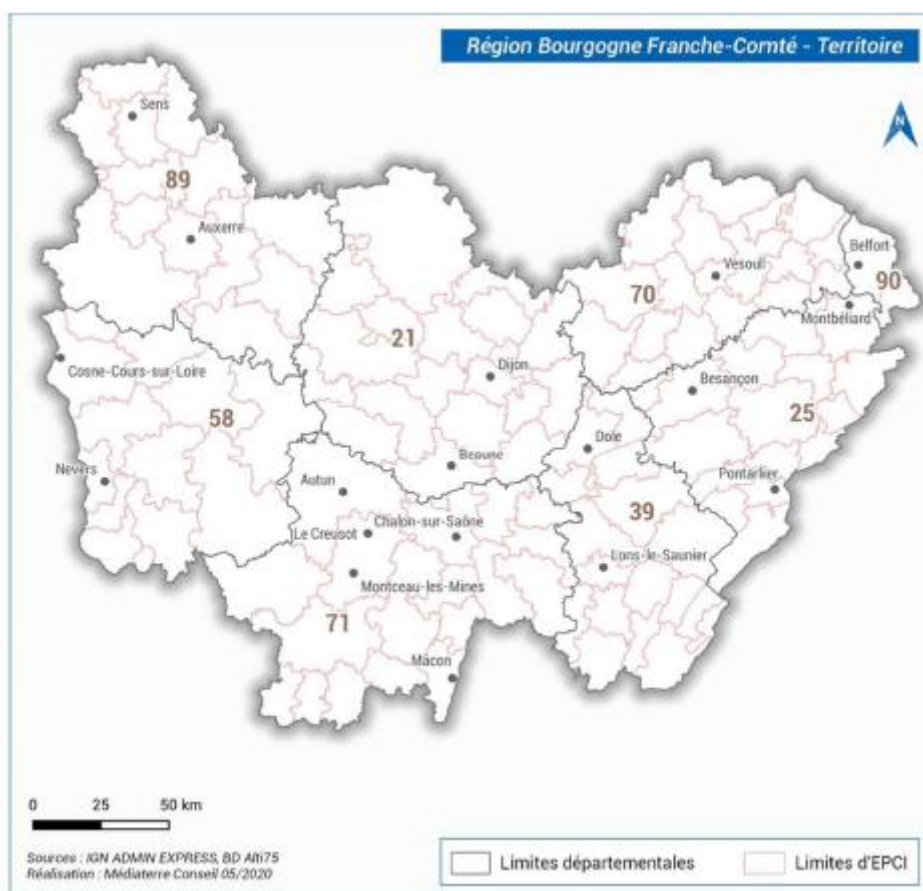 Région Bourgogne Franche-Comté - Territoire
N
Sens
89
Auxerre
Belfort
Vesoul
90
70
Montbéliard
21
Cosne-Cours-sur-Loire
Dijon
Besançon
58
25
Dole
Beaune
Nevers
Pontarlier
Autun
39
Chalon-sur-Saône
Le Creusot
Lons-le-Saunier
Montceau-les-Mines
71
Mâcon
0 25 50 km
Sources : IGN ADMIN EXPRESS, BD Alti75
Réalisation : Médiaterre Conseil 05/2020
Limites départementales
Limites d'EPCI